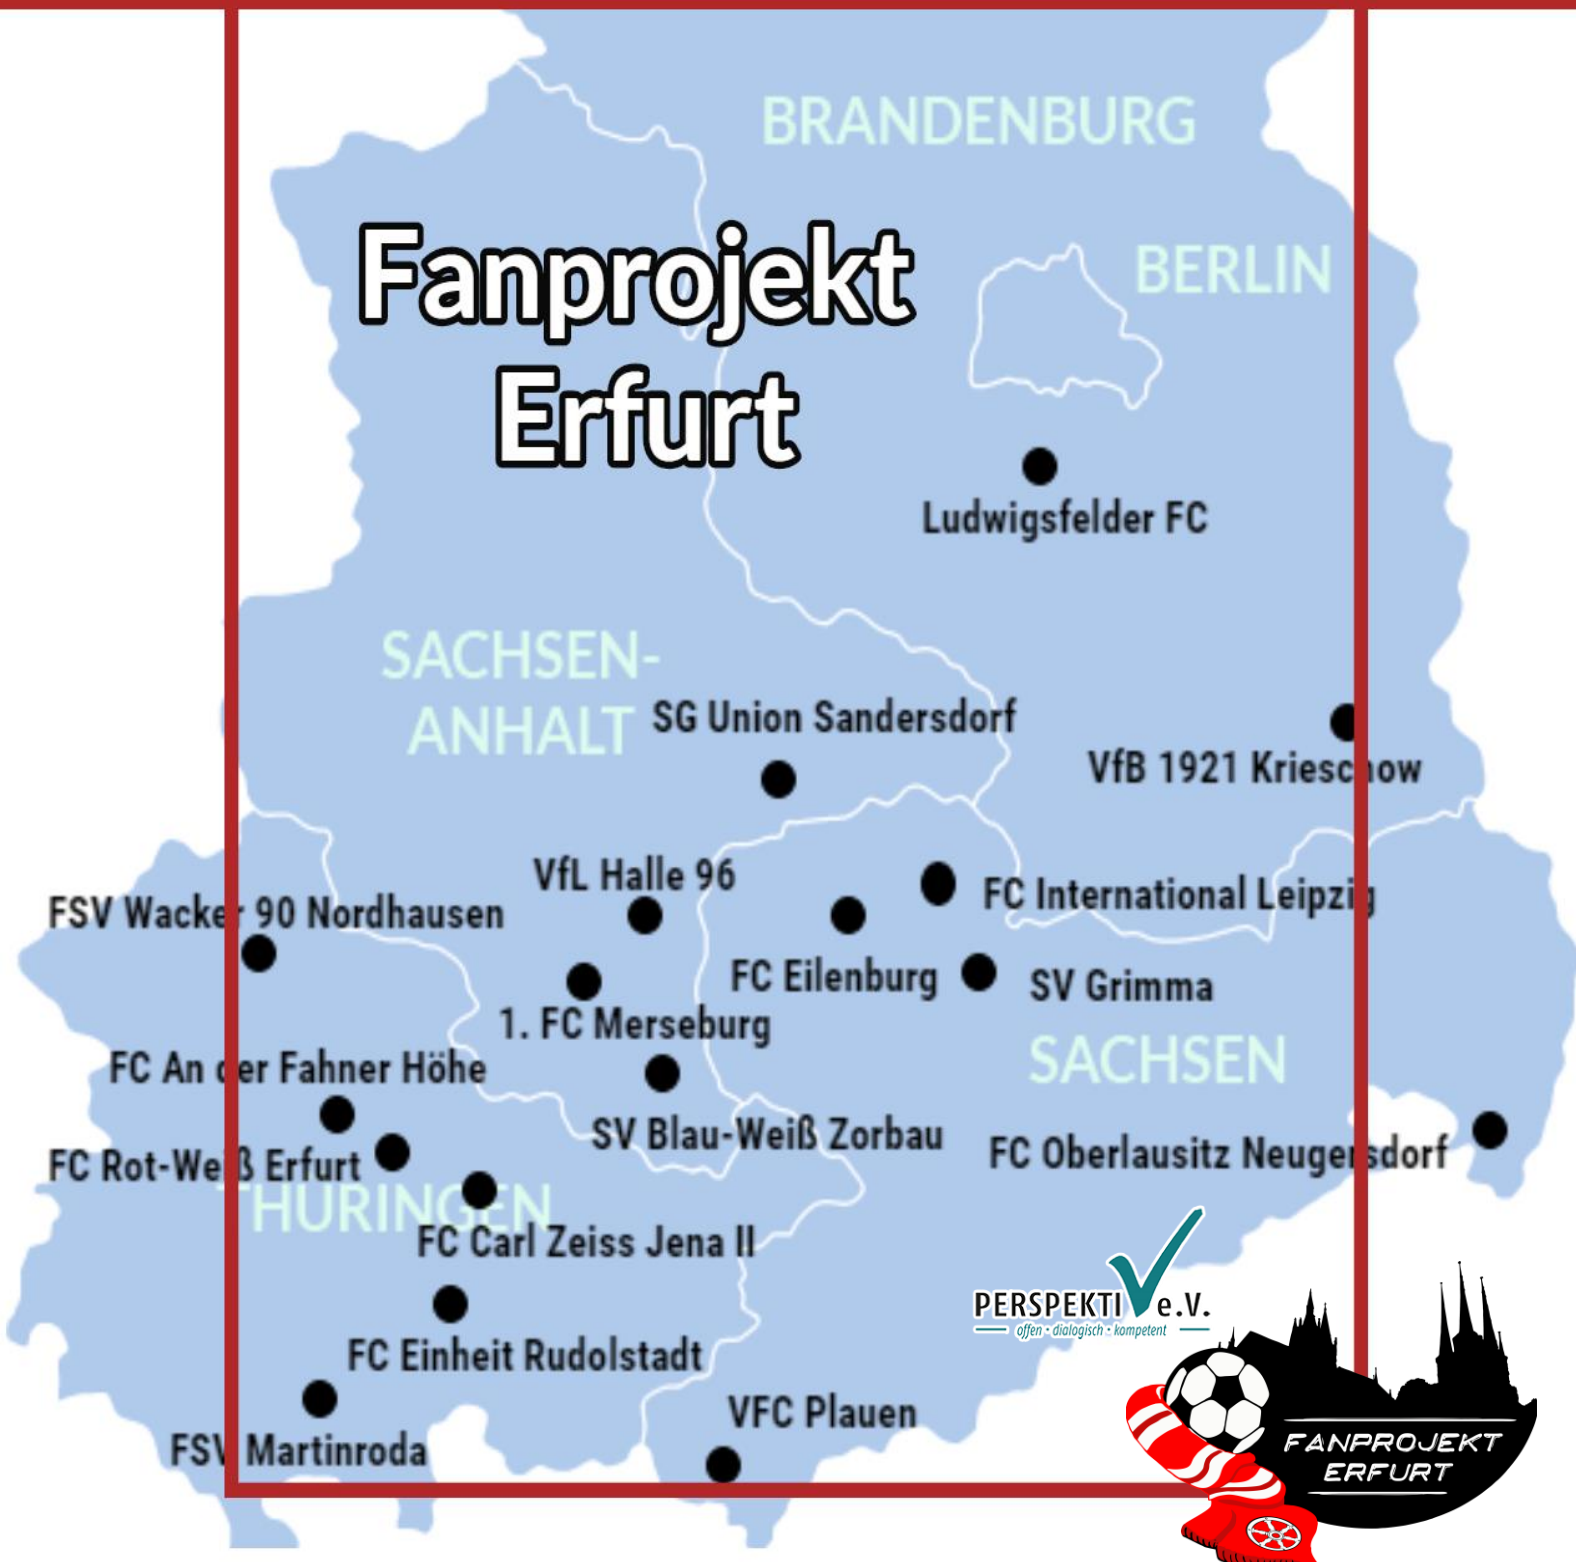 BRANDENBURG
BERLIN
Fanprojekt
Erfurt
Ludwigsfelder FC
SACHSEN-
ANHALT
SG Union Sandersdorf
VfB 1921 Krieschow
VfL Halle 96
FC International Leipzig
FSV Wacker 90 Nordhausen
FC Eilenburg
SV Grimma
1. FC Merseburg
SACHSEN
FC An der Fahner Höhe
SV Blau-Weiß Zorbau
FC Oberlausitz Neugersdorf
FC Rot-Weiß Erfurt
THÜRINGEN
FC Carl Zeiss Jena II
PERSPEKTIV e.V.
offen · dialogisch · kompetent
FC Einheit Rudolstadt
VFC Plauen
FSV Martinroda
FANPROJEKT
ERFURT